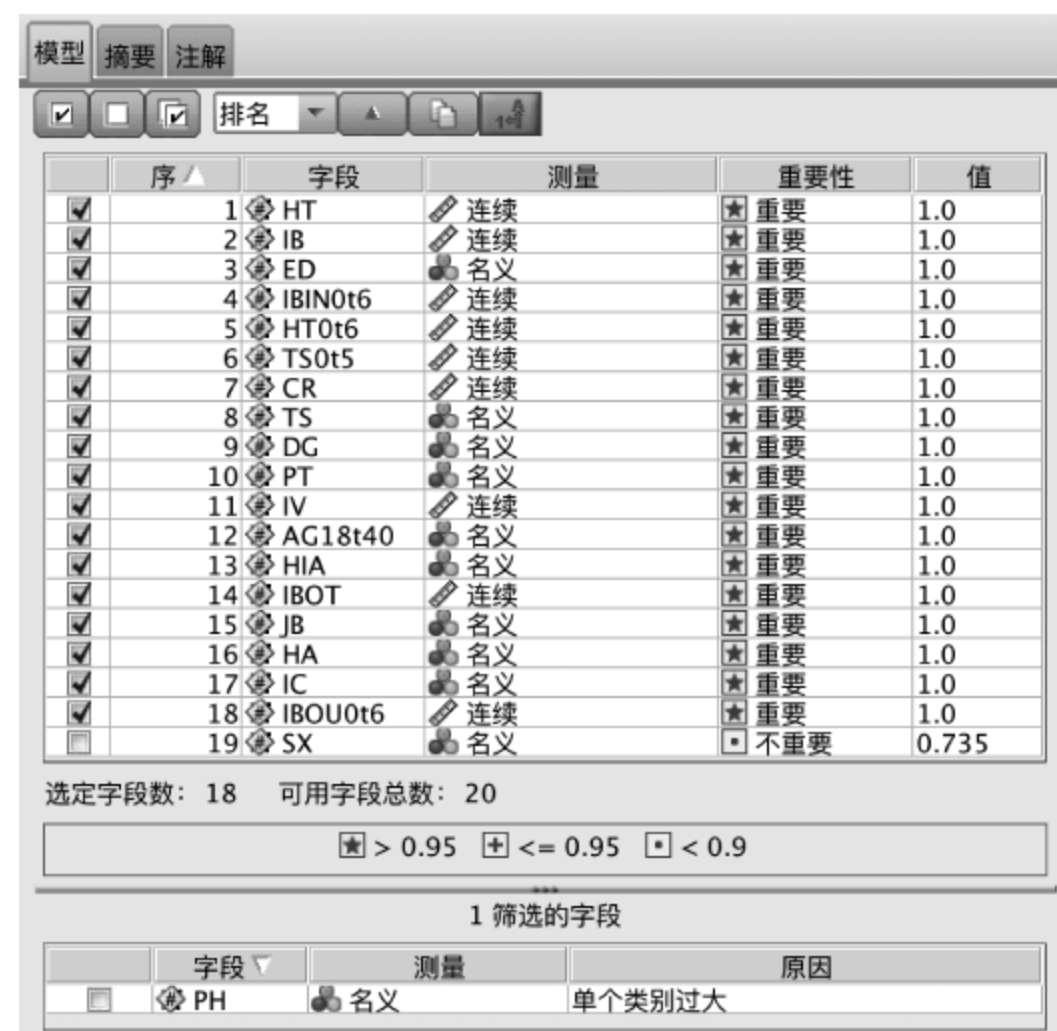 模型 摘要 注解
排名
序 字段 测量 重要性 值
1 HT 连续 重要 1.0
2 IB 连续 重要 1.0
3 ED 名义 重要 1.0
4 IBIN0t6 连续 重要 1.0
5 HT0t6 连续 重要 1.0
6 TS0t5 连续 重要 1.0
7 CR 连续 重要 1.0
8 TS 名义 重要 1.0
9 DG 名义 重要 1.0
10 PT 名义 重要 1.0
11 IV 连续 重要 1.0
12 AG18t40 名义 重要 1.0
13 HIA 名义 重要 1.0
14 IBOT 连续 重要 1.0
15 JB 名义 重要 1.0
16 HA 名义 重要 1.0
17 IC 名义 重要 1.0
18 IBOU0t6 连续 重要 1.0
19 SX 名义 不重要 0.735
选定字段数: 18 可用字段总数: 20
> 0.95 <= 0.95 < 0.9
1 筛选的字段
字段 测量 原因
PH 名义 单个类别过大